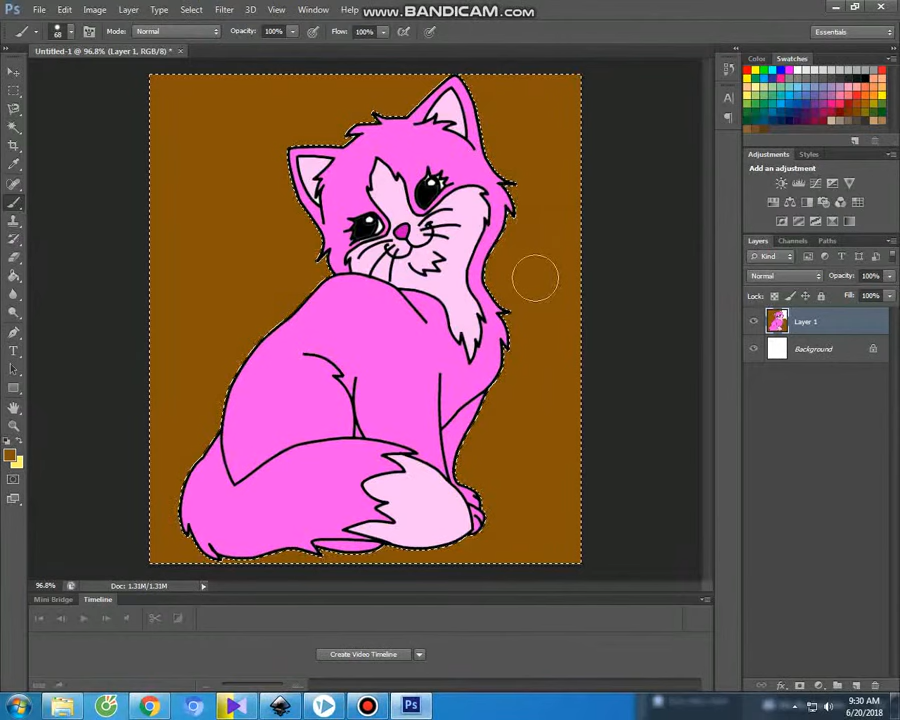 www.BANDICAM.com
Ps File Edit Image Layer Type Select Filter 3D View Window Help
68 Mode: Normal Opacity: 100% Flow: 100% Essentials
Untitled-1 @ 96.8% (Layer 1, RGB/8) * ×
Color Swatches
Adjustments Styles
Add an adjustment
Layers Channels Paths
Kind
Normal Opacity: 100%
Lock: Fill: 100%
Layer 1
Background
96.8% Doc: 1.31M/1.31M
Mini Bridge Timeline
Create Video Timeline
Ps
9:30 AM
6/20/2018